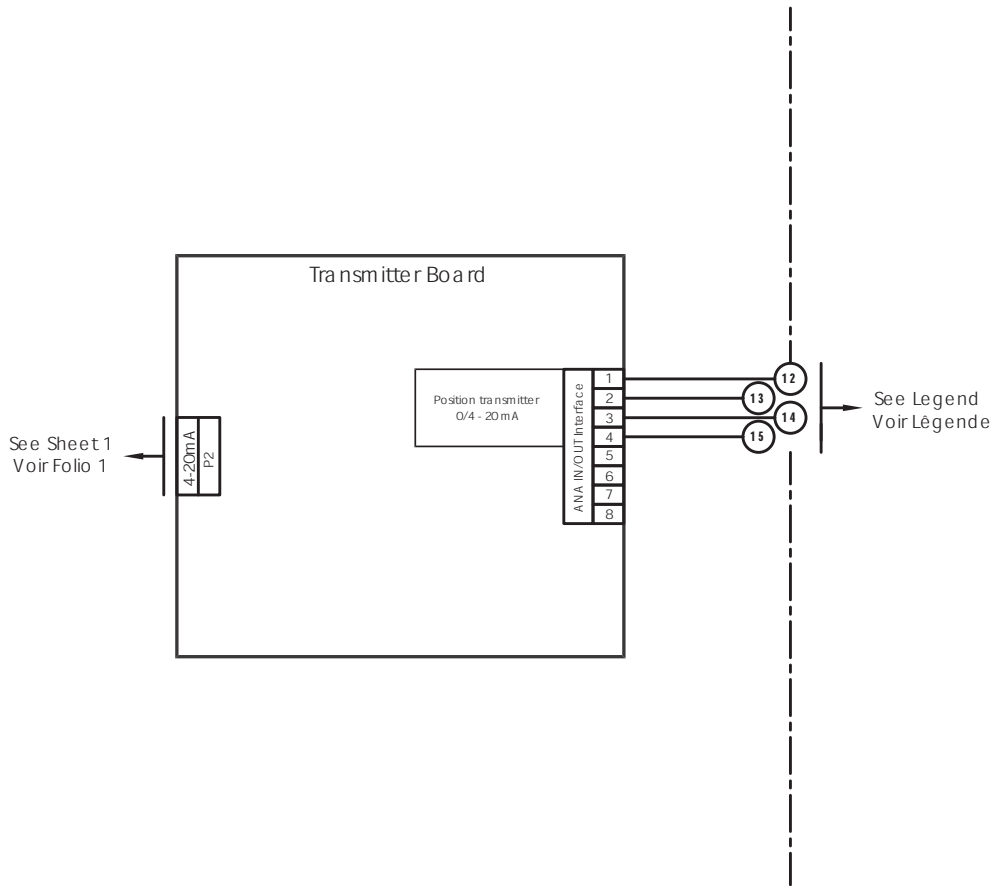 Transmitter Board
Position transmitter
0/4 - 20 mA
ANA IN/OUT Interface
1
2
3
4
5
6
7
8
12
13
14
15
See Legend
Voir Lêgende
See Sheet 1
Voir Folio 1
4-20mA
P2